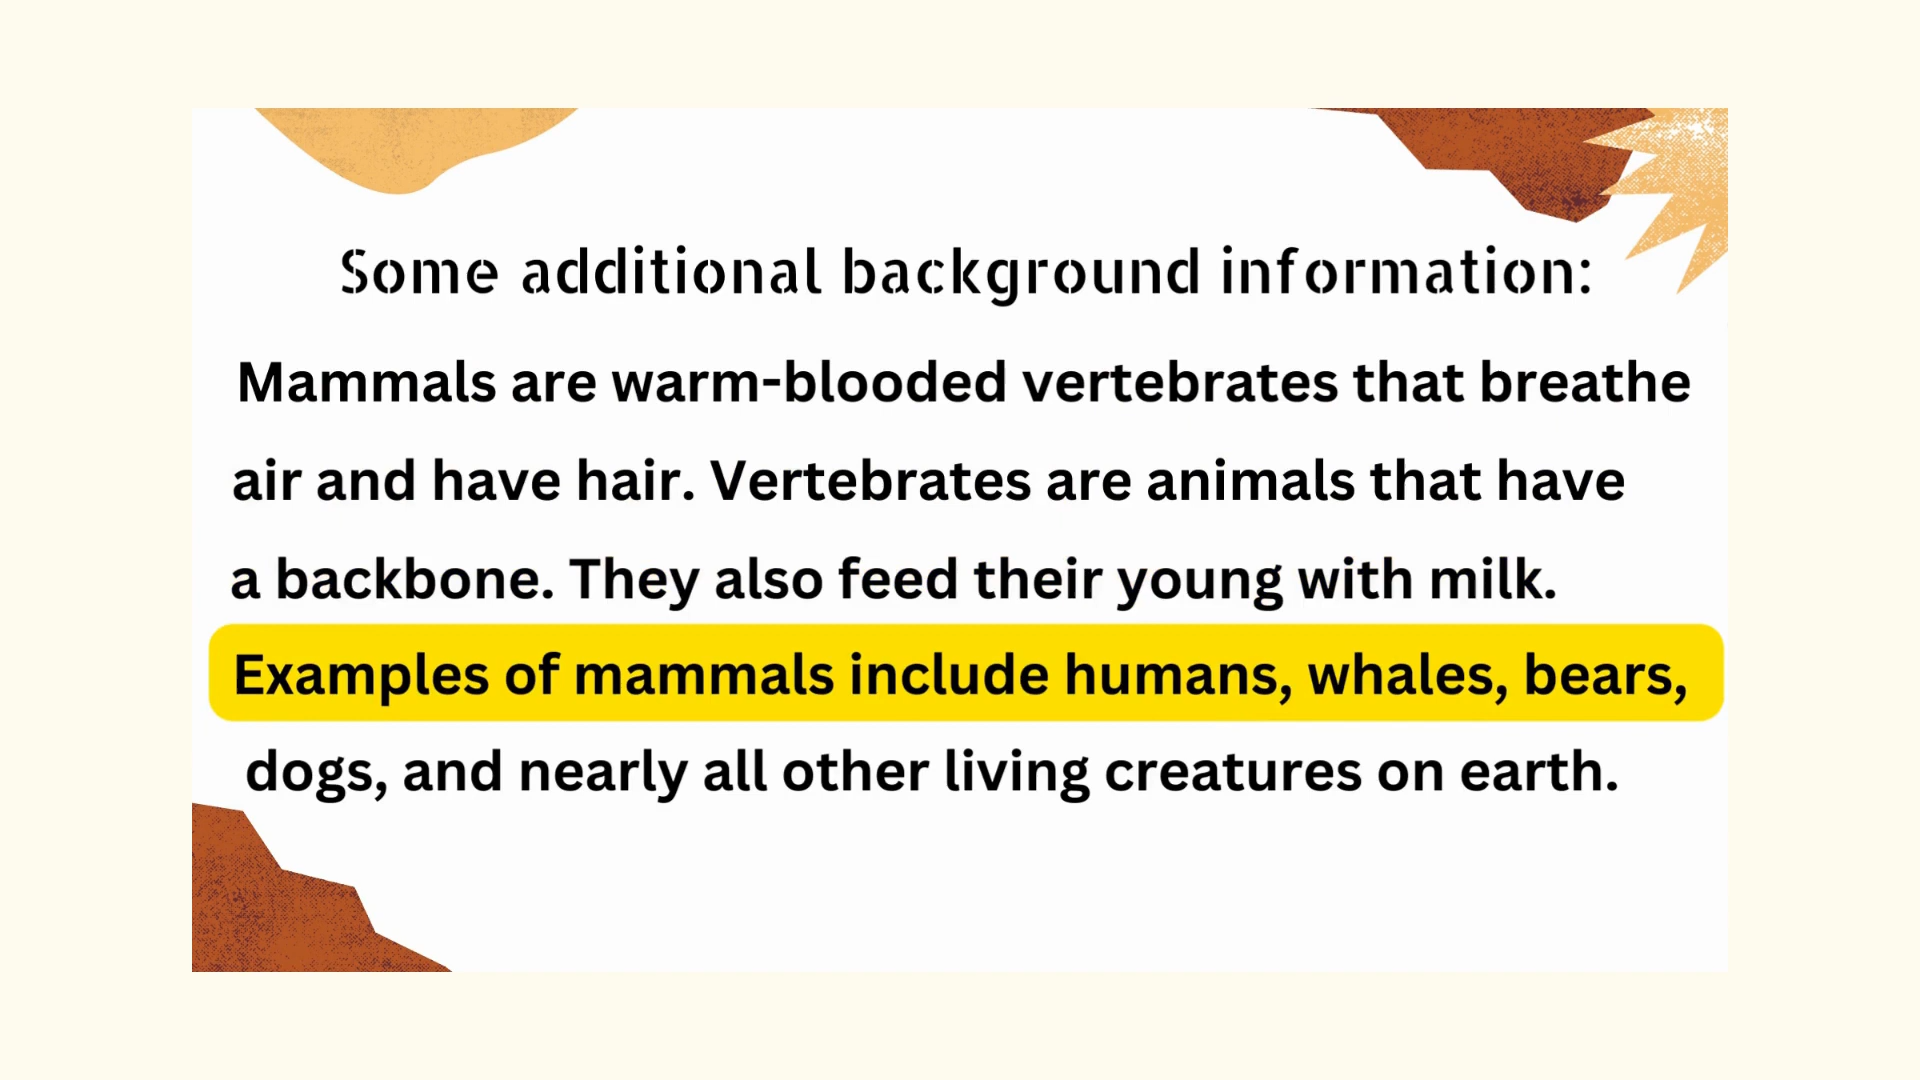 Some additional background information:
Mammals are warm-blooded vertebrates that breathe
air and have hair. Vertebrates are animals that have
a backbone. They also feed their young with milk.
Examples of mammals include humans, whales, bears,
dogs, and nearly all other living creatures on earth.